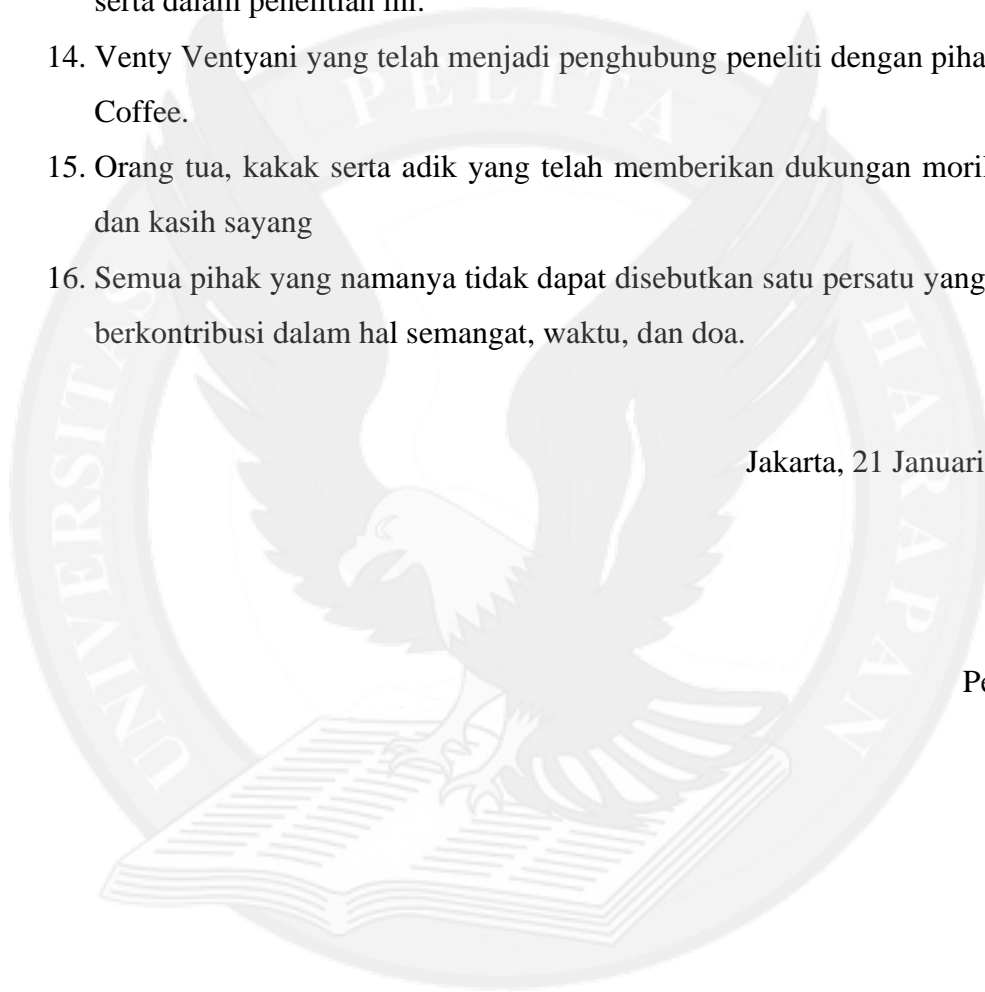 serta dalam penelitian ini.
14. Venty Ventyani yang telah menjadi penghubung peneliti dengan
Coffee.
15. Orang tua, kakak serta adik yang telah memberikan dukungan
dan kasih sayang
16. Semua pihak yang namanya tidak dapat disebutkan satu persatu yang
berkontribusi dalam hal semangat, waktu, dan doa.
Jakarta, 21 Januari
UNIVERSITAS PELITA HARAPAN